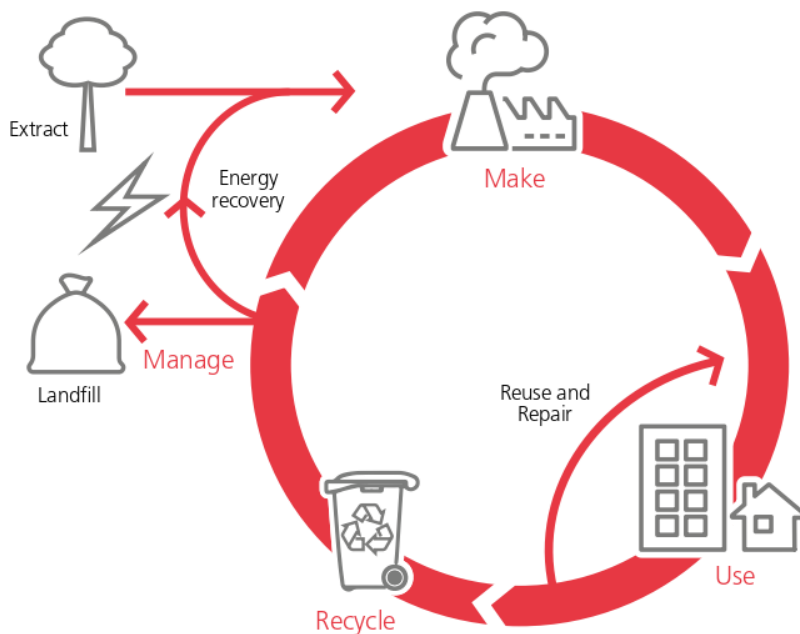 Extract
Make
Energy
recovery
Manage
Landfill
Reuse and
Repair
Use
Recycle